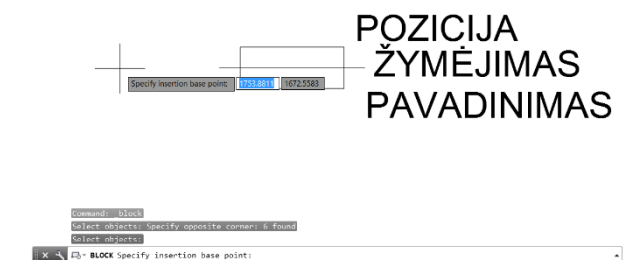 POZICIJA
ŽYMĖJIMAS
PAVADINIMAS
Specify insertion base point: 1753.8811 1672.5583
Command: _block
Select objects: Specify opposite corner: 6 found
Select objects:
BLOCK Specify insertion base point: